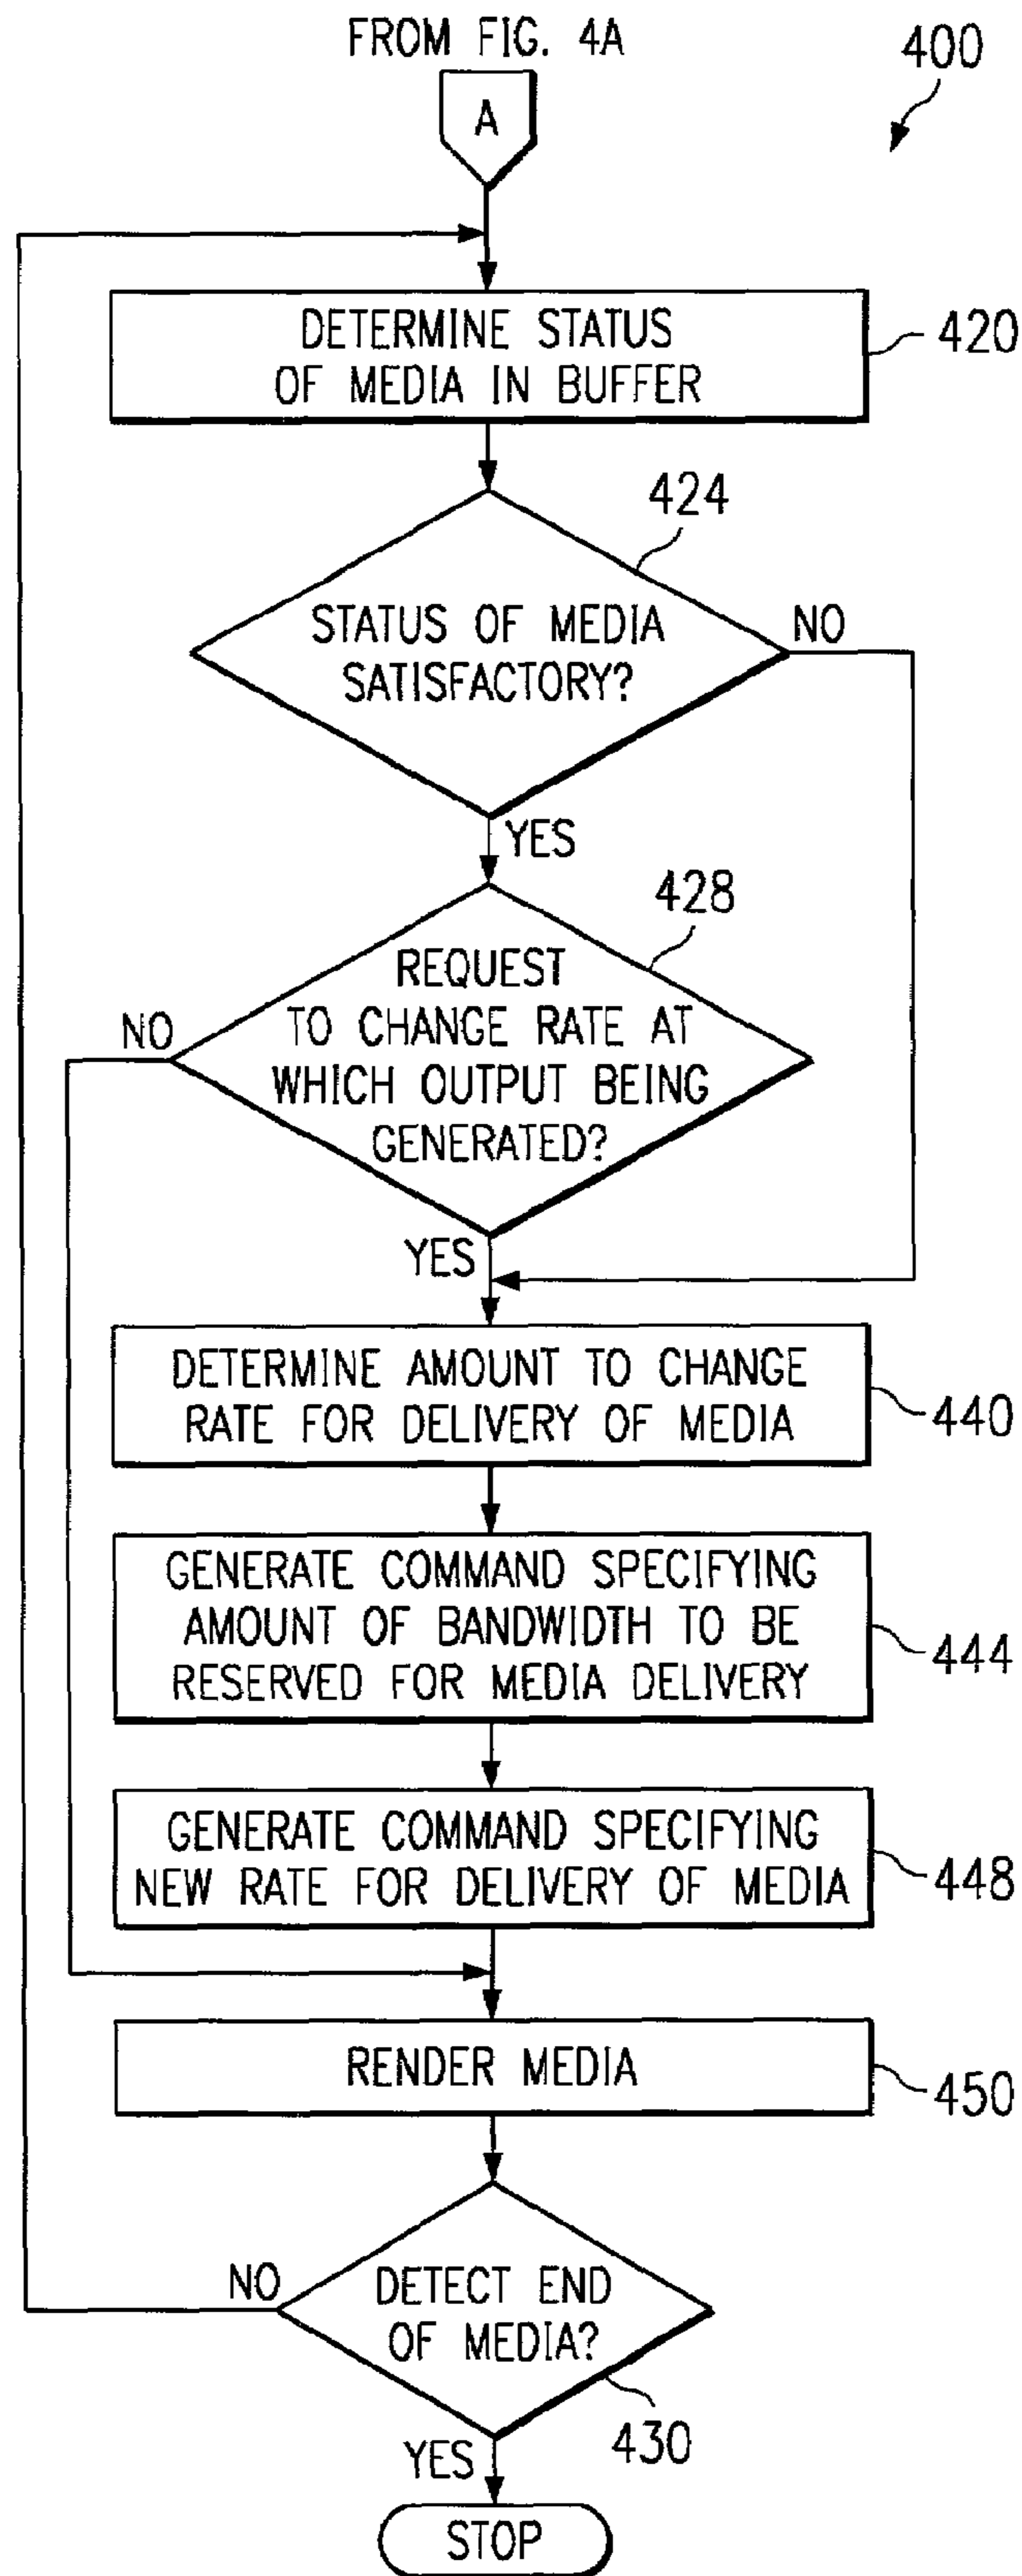 FROM FIG. 4A
400
A
DETERMINE STATUS
OF MEDIA IN BUFFER
420
424
STATUS OF MEDIA
SATISFACTORY?
NO
YES
428
REQUEST
TO CHANGE RATE AT
WHICH OUTPUT BEING
GENERATED?
NO
YES
DETERMINE AMOUNT TO CHANGE
RATE FOR DELIVERY OF MEDIA
440
GENERATE COMMAND SPECIFYING
AMOUNT OF BANDWIDTH TO BE
RESERVED FOR MEDIA DELIVERY
444
GENERATE COMMAND SPECIFYING
NEW RATE FOR DELIVERY OF MEDIA
448
RENDER MEDIA
450
NO
DETECT END
OF MEDIA?
430
YES
STOP